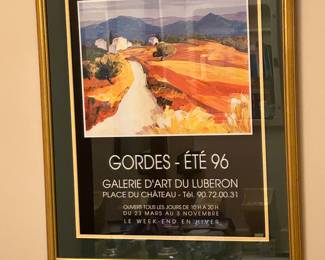 GORDES - ÉTÉ 96
GALERIE D'ART DU LUBERON
PLACE DU CHÂTEAU - Tél. 90.72.00.31
OUVERT TOUS LES JOURS DE 10 H A 20 H
DU 23 MARS AU 3 NOVEMBRE
LE WEEK-END EN HIVER